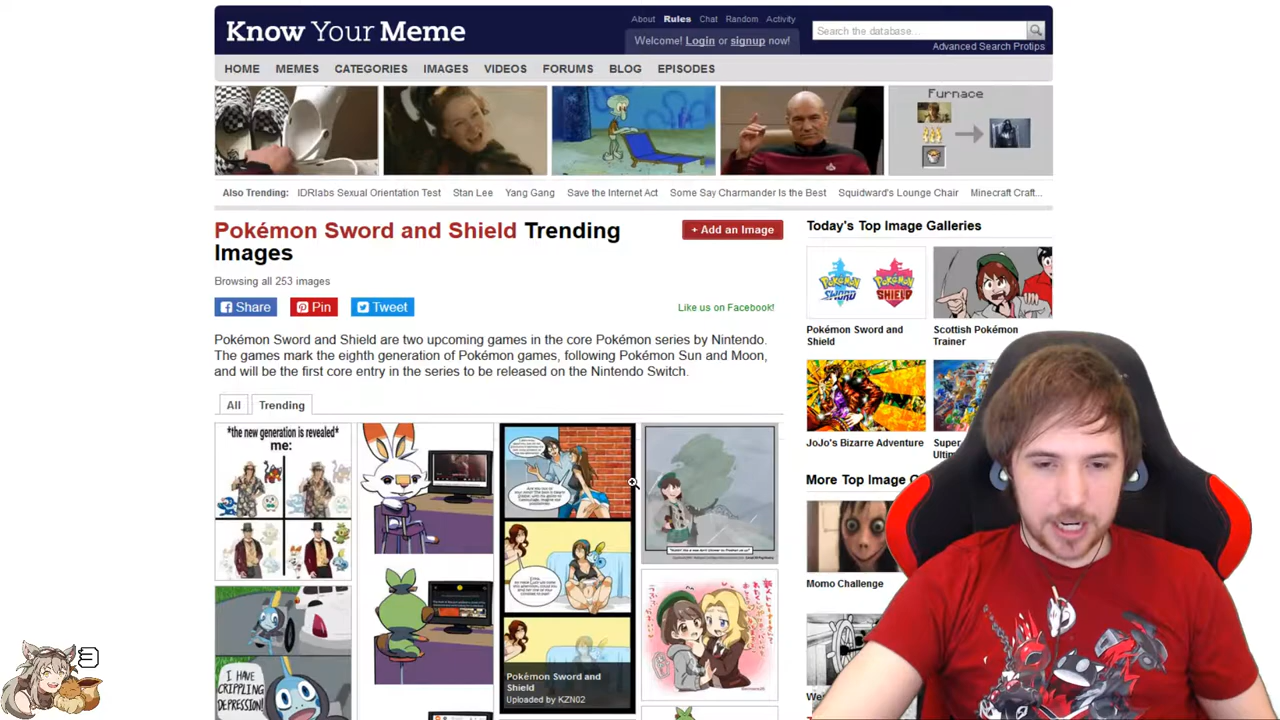 Know Your Meme
About Rules Chat Random Activity
Welcome! Login or signup now!
Search the database...
Advanced Search Protips
HOME MEMES CATEGORIES IMAGES VIDEOS FORUMS BLOG EPISODES
Furnace
Also Trending: IDRlabs Sexual Orientation Test Stan Lee Yang Gang Save the Internet Act Some Say Charmander Is the Best Squidward's Lounge Chair Minecraft Craft...
Pokémon Sword and Shield Trending
Images
+ Add an Image
Browsing all 253 images
Share Pin Tweet
Like us on Facebook!
Pokémon Sword and Shield are two upcoming games in the core Pokémon series by Nintendo.
The games mark the eighth generation of Pokémon games, following Pokémon Sun and Moon,
and will be the first core entry in the series to be released on the Nintendo Switch.
All Trending
*the new generation is revealed*
me:
I HAVE
CRIPPLING
DEPRESSION!
Pokémon Sword and
Shield
Uploaded by KZN02
Today's Top Image Galleries
POKÉMON SWORD
POKÉMON SHIELD
Pokémon Sword and
Shield
Scottish Pokémon
Trainer
JoJo's Bizarre Adventure
Super
More Top Image
Momo Challenge